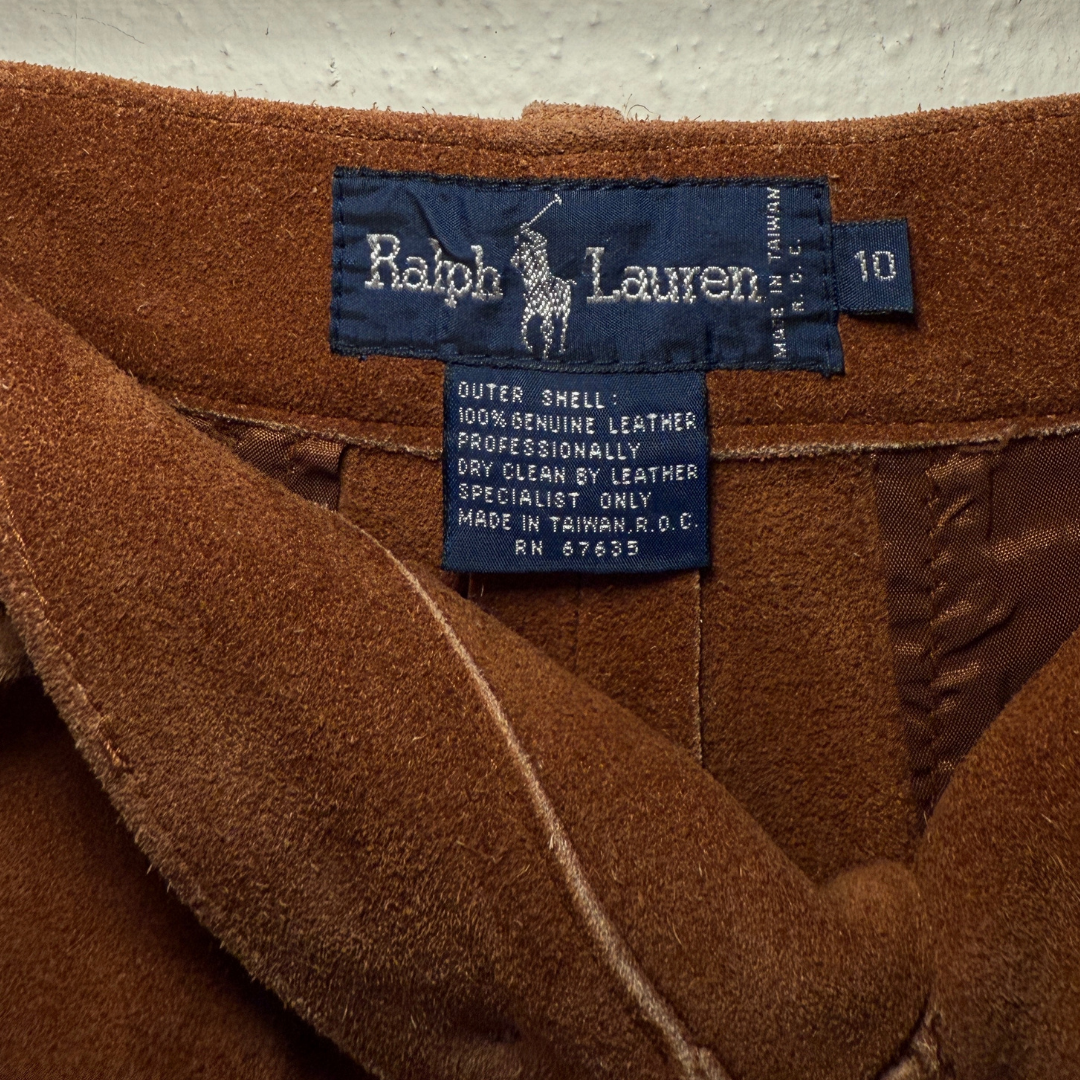 Ralph Lauren
MADE IN TAIWAN
R.O.C.
10
OUTER SHELL:
100% GENUINE LEATHER
PROFESSIONALLY
DRY CLEAN BY LEATHER
SPECIALIST ONLY
MADE IN TAIWAN, R.O.C.
RN 67635